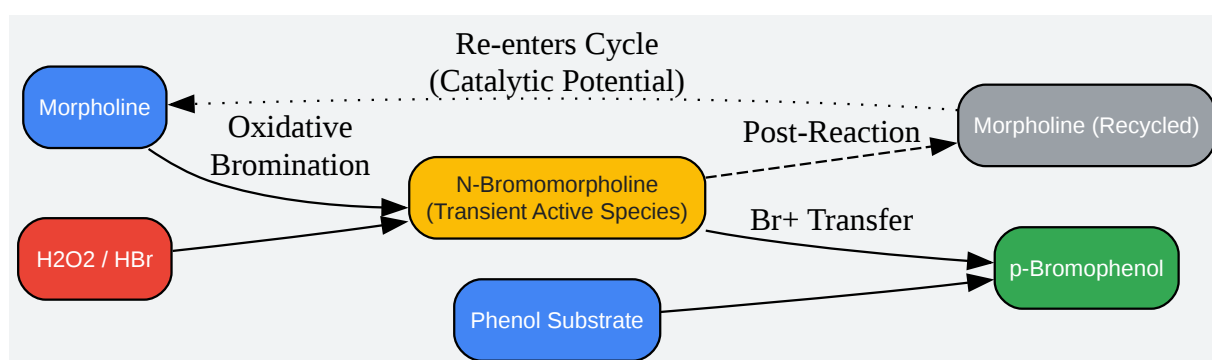 Re-enters Cycle
(Catalytic Potential)
Morpholine
Oxidative
Bromination
Post-Reaction
Morpholine (Recycled)
N-Bromomorpholine
(Transient Active Species)
Br+ Transfer
H2O2 / HBr
p-Bromophenol
Phenol Substrate